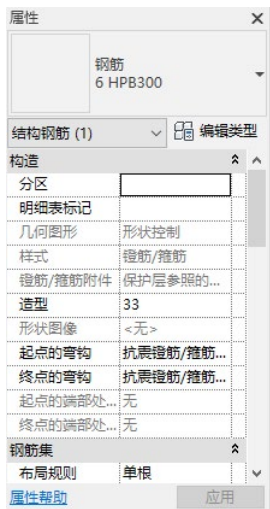 属性
钢筋
6 HPB300
结构钢筋 (1)
编辑类型
构造
分区
明细表标记
几何图形 形状控制
样式 镫筋/箍筋
镫筋/箍筋附件 保护层参照的...
造型 33
形状图像 <无>
起点的弯钩 抗震镫筋/箍筋...
终点的弯钩 抗震镫筋/箍筋...
起点的端部处... 无
终点的端部处... 无
钢筋集
布局规则 单根
属性帮助 应用